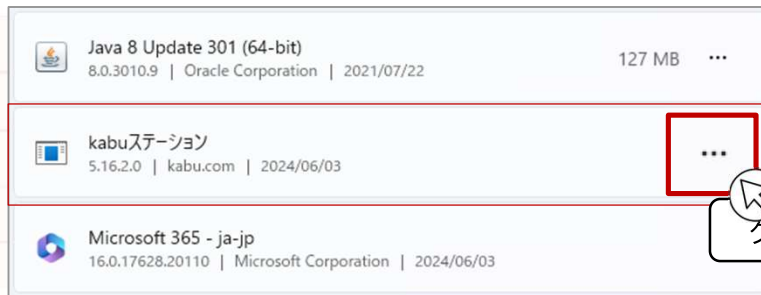 Java 8 Update 301 (64-bit)
8.0.3010.9 | Oracle Corporation | 2021/07/22
127 MB
kabuステーション
5.16.2.0 | kabu.com | 2024/06/03
Microsoft 365 - ja-jp
16.0.17628.20110 | Microsoft Corporation | 2024/06/03